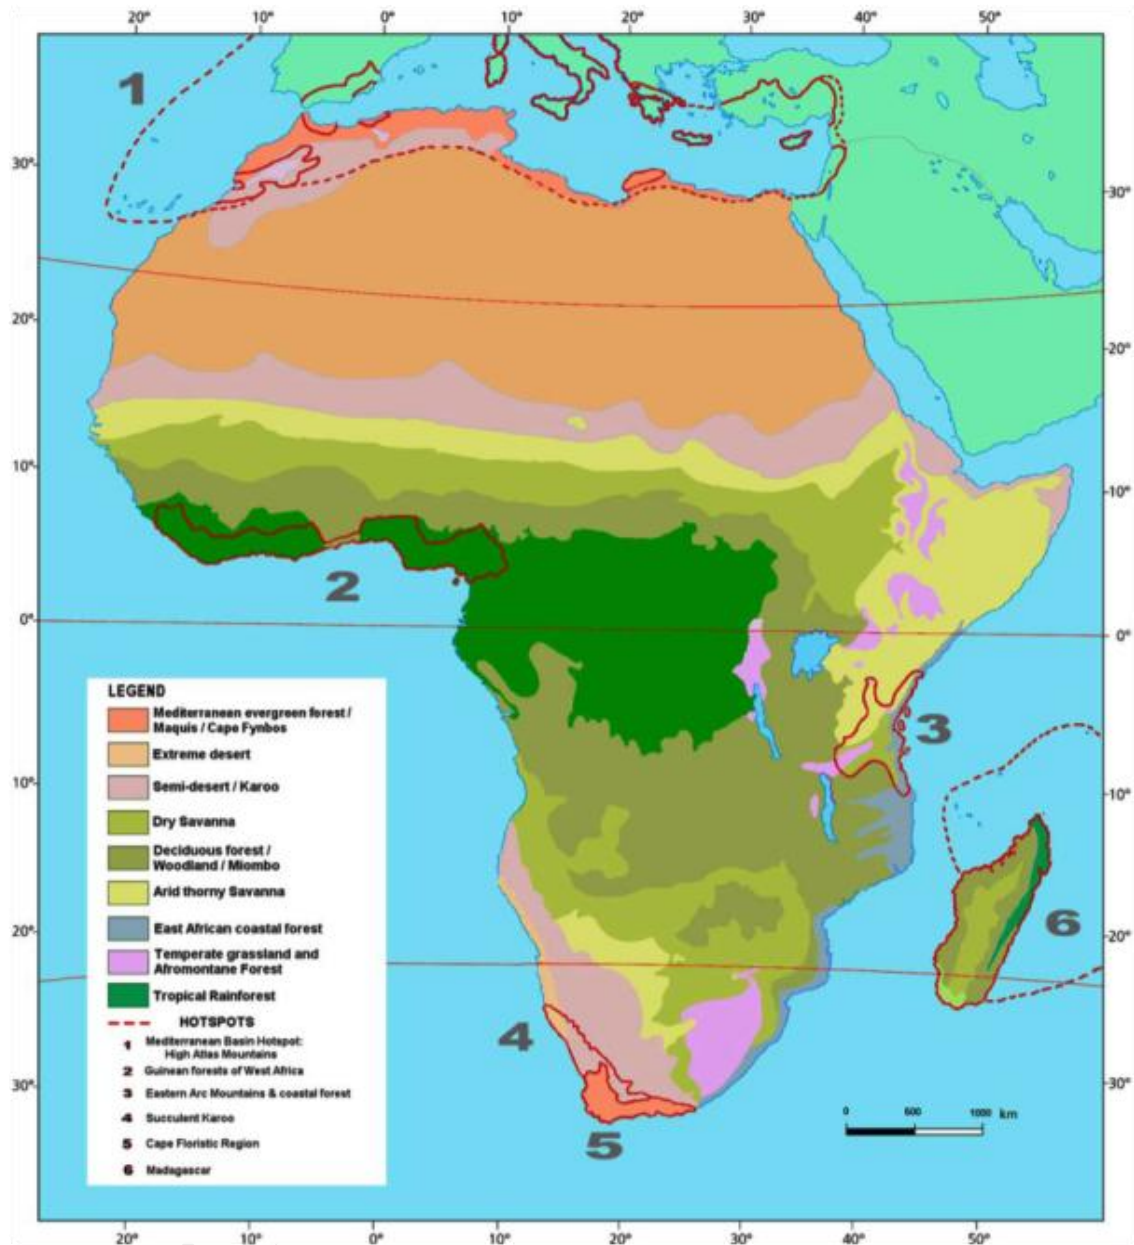 20° 10° 0° 10° 20° 30° 40° 50°
1
30°
30°
20°
20°
10°
10°
2
0°
0°
3
LEGEND
Mediterranean evergreen forest /
Maquis / Cape Fynbos
Extreme desert
Semi-desert / Karoo
Dry Savanna
Deciduous forest /
Woodland / Miombo
Arid thorny Savanna
East African coastal forest
Temperate grassland and
Afromontane Forest
Tropical Rainforest
HOTSPOTS
1 Mediterranean Basin Hotspot:
High Atlas Mountains
2 Guinean forests of West Africa
3 Eastern Arc Mountains & coastal forest
4 Succulent Karoo
5 Cape Floristic Region
6 Madagascar
10°
10°
6
20°
20°
4
30°
30°
5
0 500 1000 km
20° 10° 0° 10° 20° 30° 40° 50°